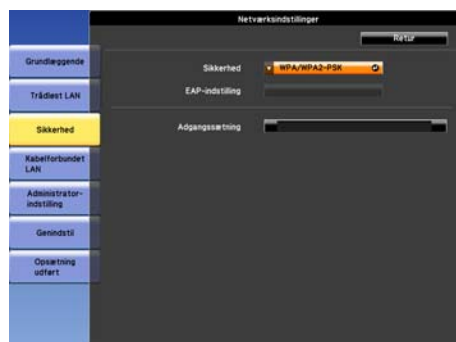 Netværksindstillinger
Retur
Grundlæggende
Trådløst LAN
Sikkerhed
Kabelforbundet
LAN
Administrator-
indstilling
Genindstil
Opsætning
udført
Sikkerhed WPA/WPA2-PSK
EAP-indstilling
Adgangssætning